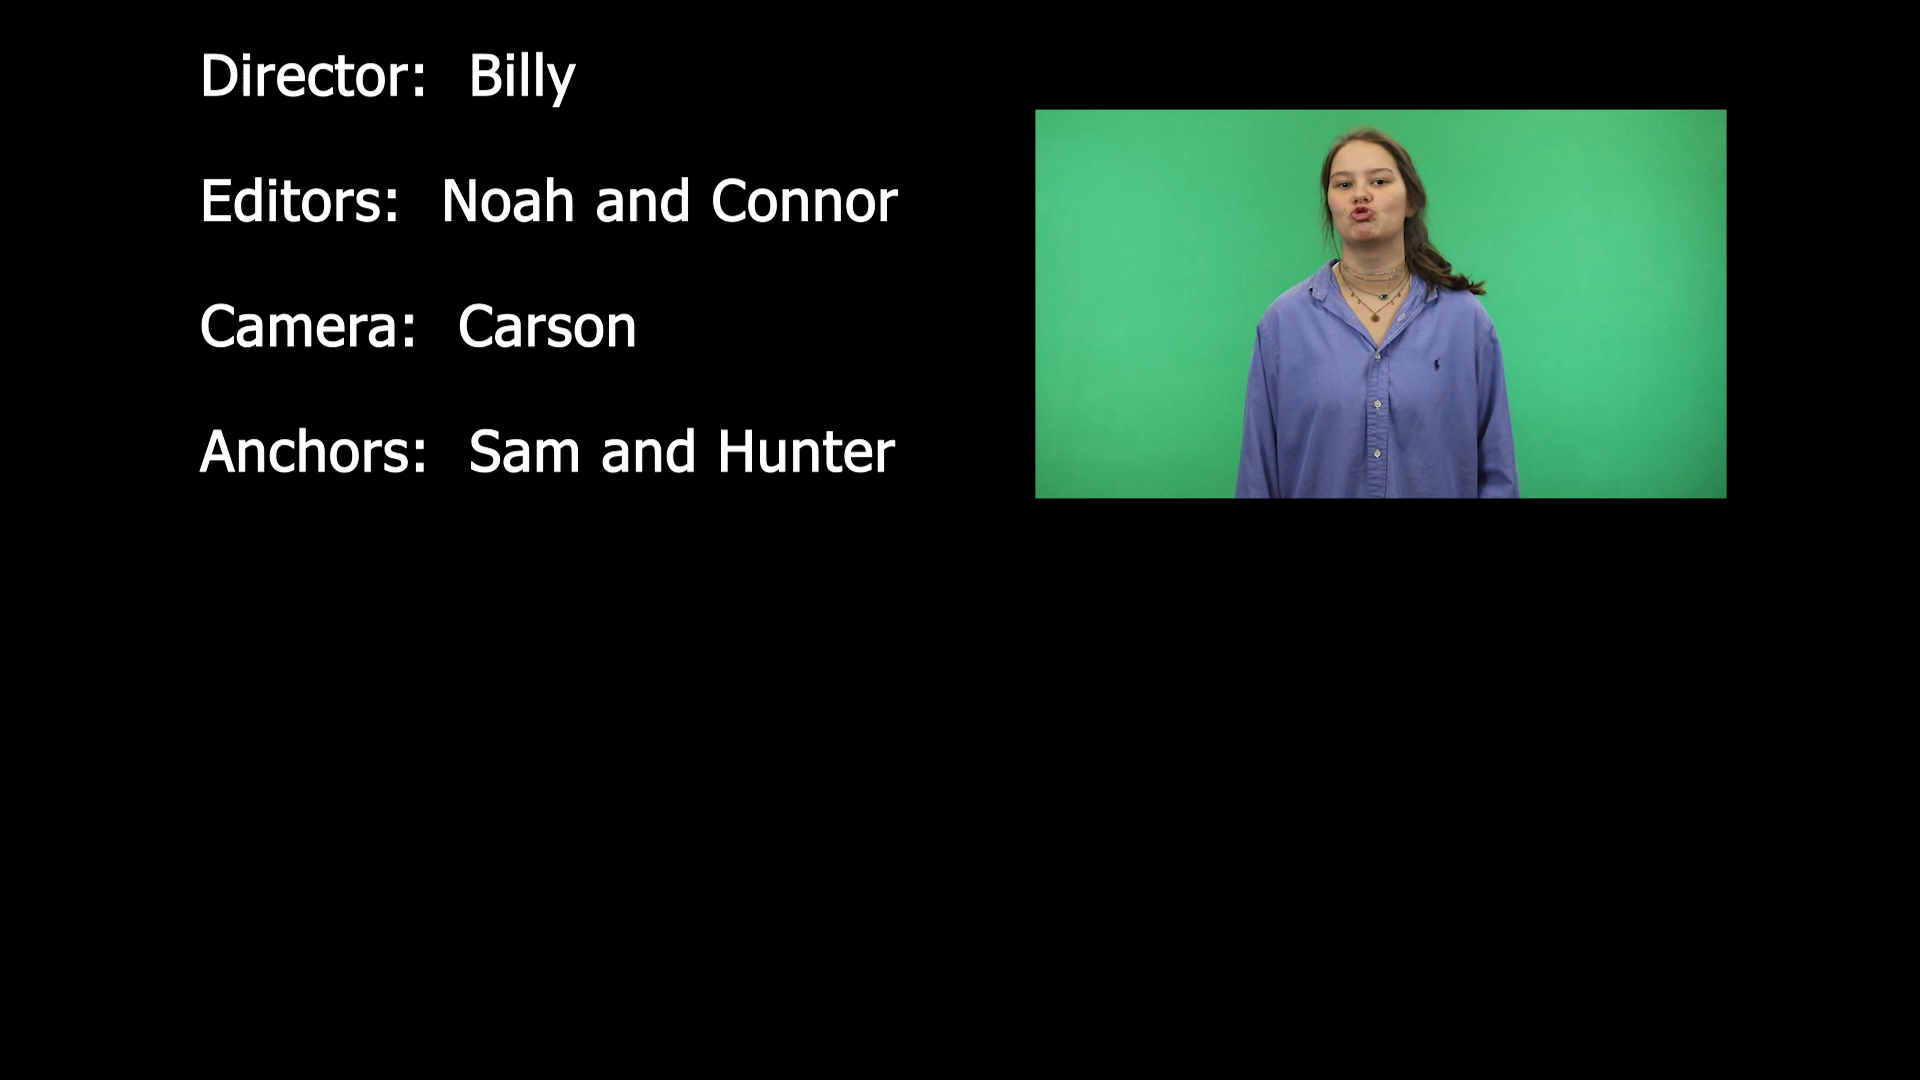 Director:  Billy
Editors:  Noah and Connor
Camera:  Carson
Anchors:  Sam and Hunter